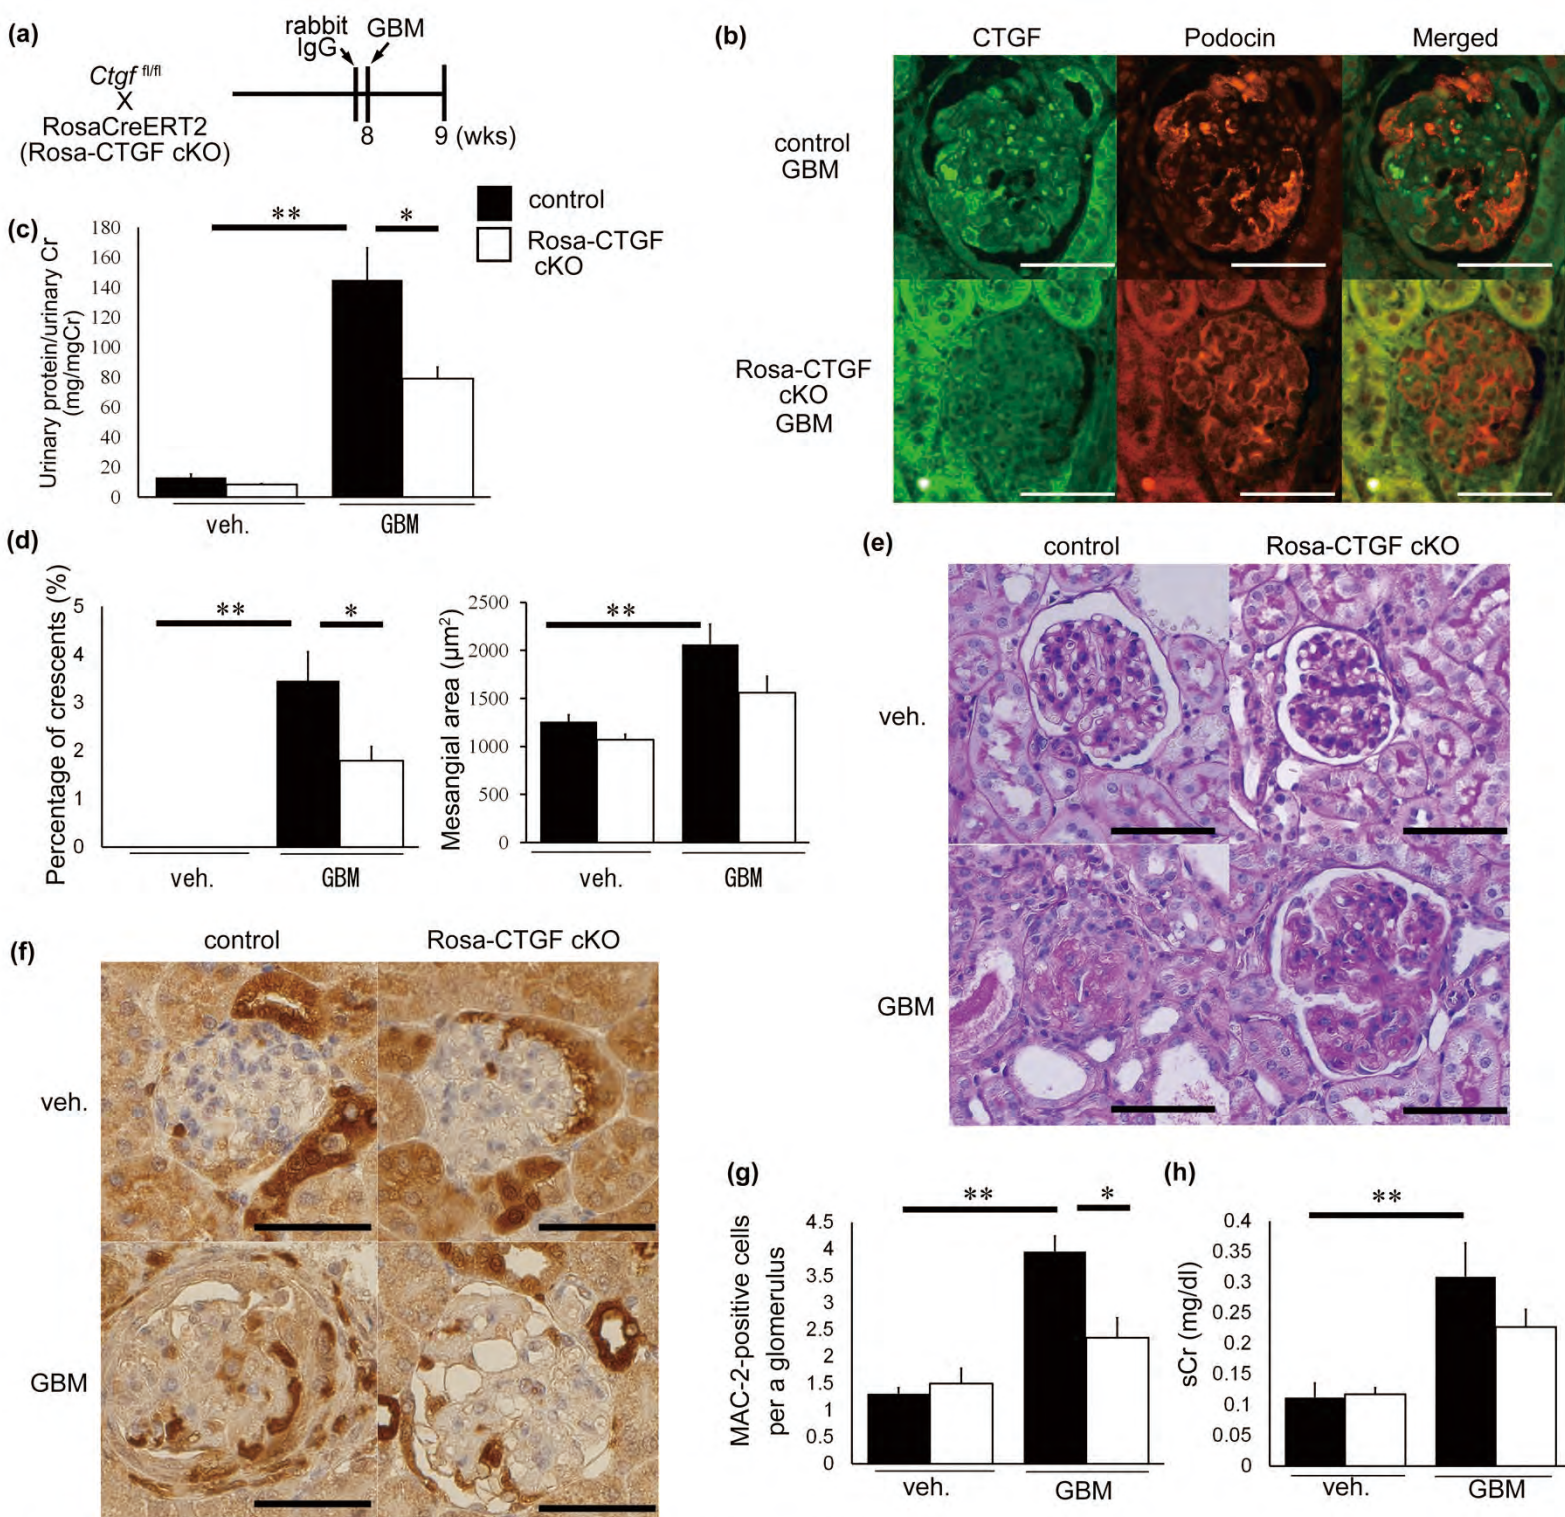 (a)
rabbit
IgG
GBM
Ctgf fl/fl
X
RosaCreERT2
(Rosa-CTGF cKO)
8
9 (wks)
control
Rosa-CTGF
cKO
(b)
CTGF
Podocin
Merged
control
GBM
Rosa-CTGF
cKO
GBM
(c)
Urinary protein/urinary Cr
(mg/mgCr)
180
160
140
120
100
80
60
40
20
0
**
*
veh.
GBM
(d)
Percentage of crescents (%)
5
4
3
2
1
0
**
*
veh.
GBM
Mesangial area (µm²)
2500
2000
1500
1000
500
0
**
veh.
GBM
(e)
control
Rosa-CTGF cKO
veh.
GBM
(f)
control
Rosa-CTGF cKO
veh.
GBM
(g)
MAC-2-positive cells
per a glomerulus
4.5
4
3.5
3
2.5
2
1.5
1
0.5
0
**
*
veh.
GBM
(h)
sCr (mg/dl)
0.4
0.35
0.3
0.25
0.2
0.15
0.1
0.05
0
**
veh.
GBM